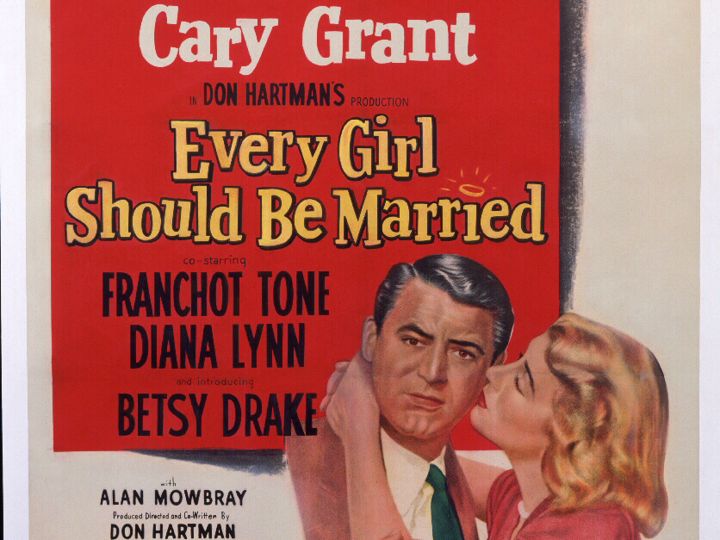 Cary Grant
in DON HARTMAN'S PRODUCTION
Every Girl
Should Be Married
co-starring
FRANCHOT TONE
DIANA LYNN
and introducing
BETSY DRAKE
with
ALAN MOWBRAY
Produced Directed and Co-Written By
DON HARTMAN